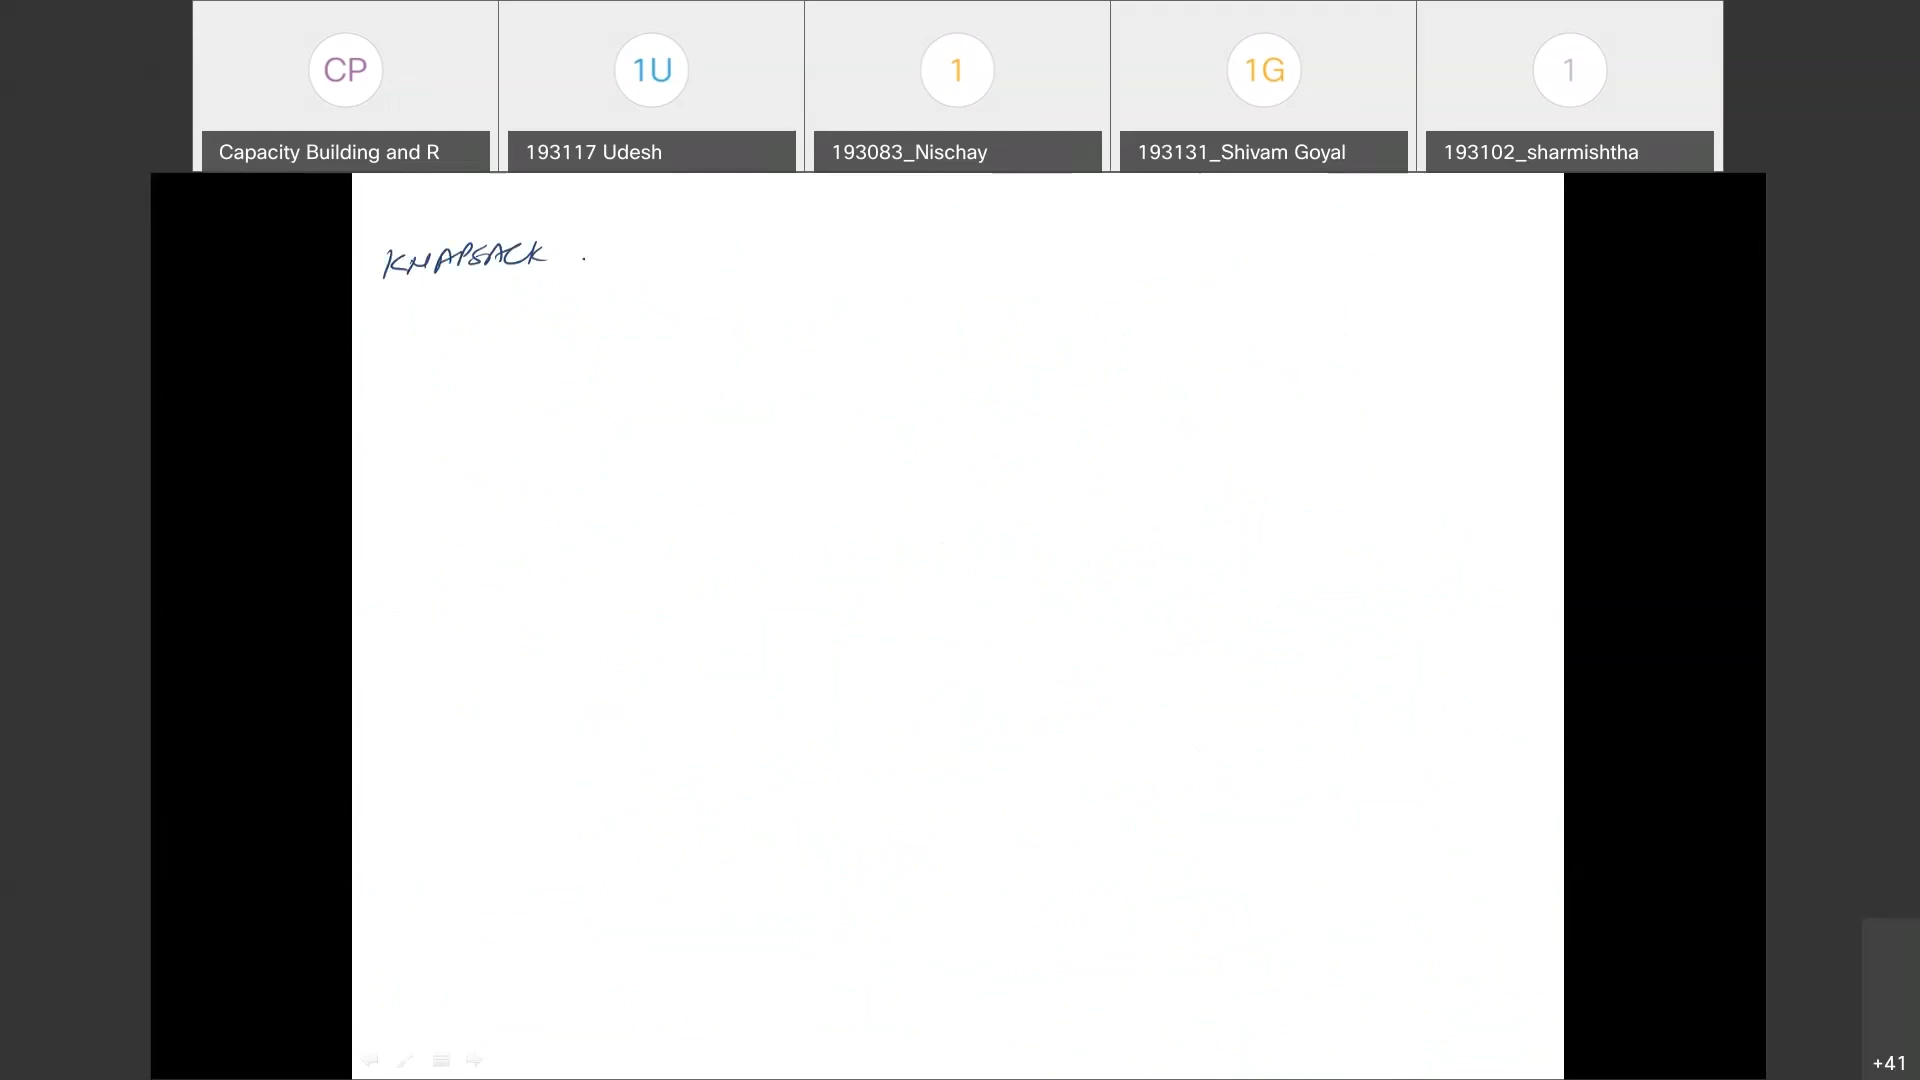 CP 1U 1 1G 1
Capacity Building and R 193117 Udesh 193083_Nischay 193131_Shivam Goyal 193102_sharmishtha
KNAPSACK .
+41